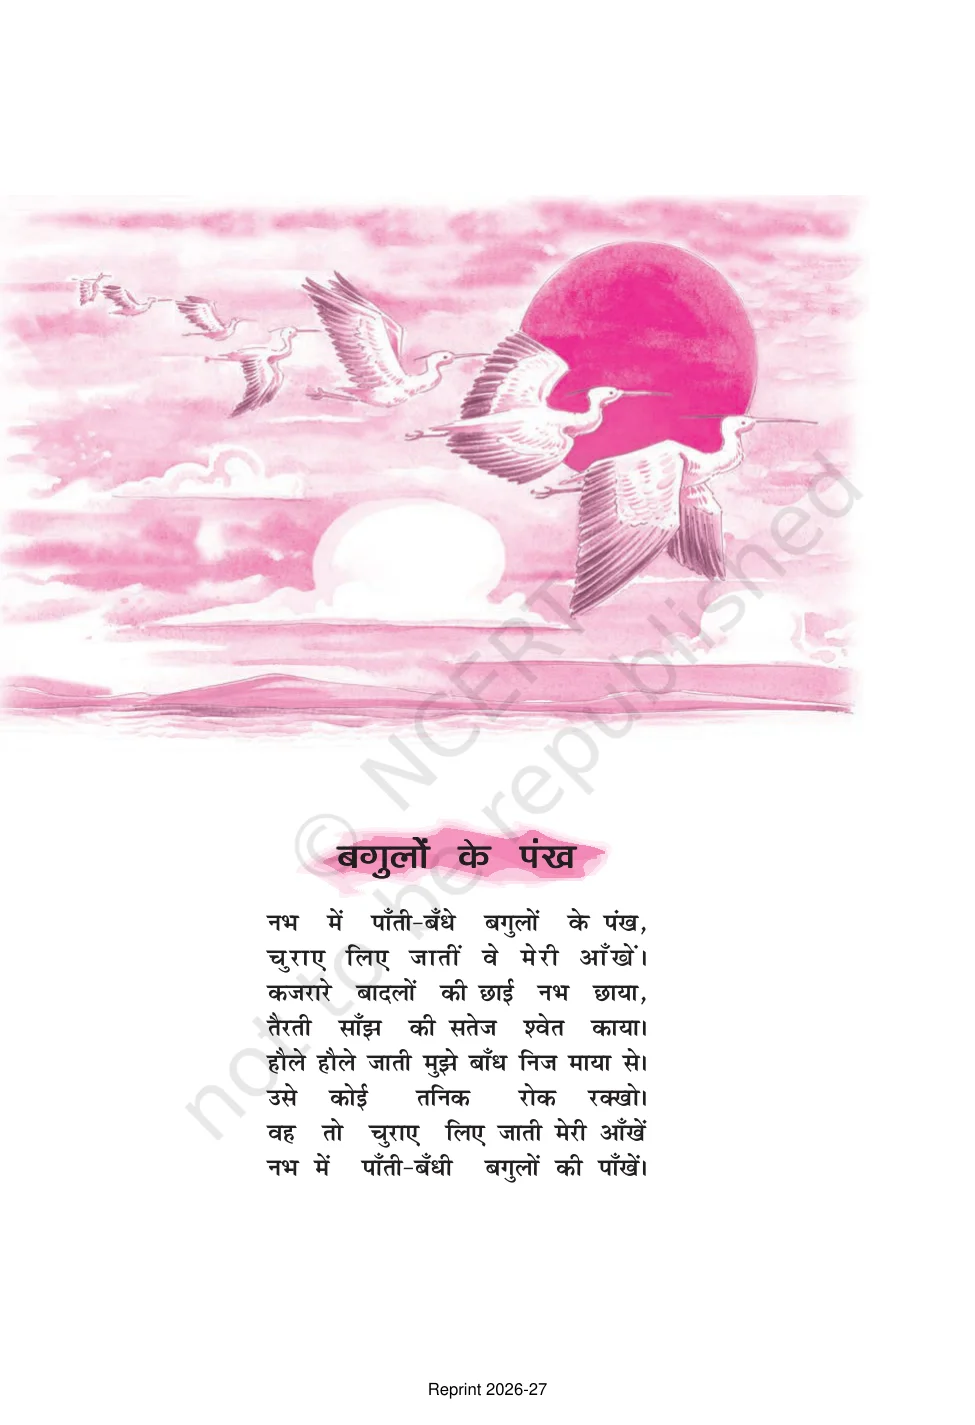 बगुलों के पंख
नभ में पाँती-बँधे बगुलों के पंख,
चुराए लिए जातीं वे मेरी आँखें।
कजरारे बादलों की छाई नभ छाया,
तैरती साँझ की सतेज श्वेत काया।
हौले हौले जाती मुझे बाँध निज माया से।
उसे कोई तनिक रोक रक्खो।
वह तो चुराए लिए जाती मेरी आँखें
नभ में पाँती-बँधी बगुलों की पाँखें।
© NCERT
not to be republished
Reprint 2026-27